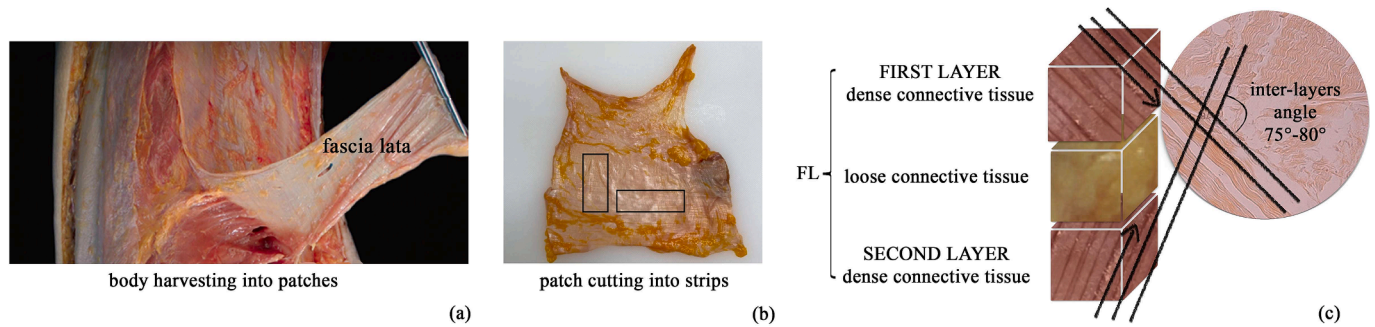 fascia lata
body harvesting into patches
(a)
patch cutting into strips
(b)
FL
FIRST LAYER
dense connective tissue
loose connective tissue
SECOND LAYER
dense connective tissue
inter-layers
angle
75°-80°
(c)